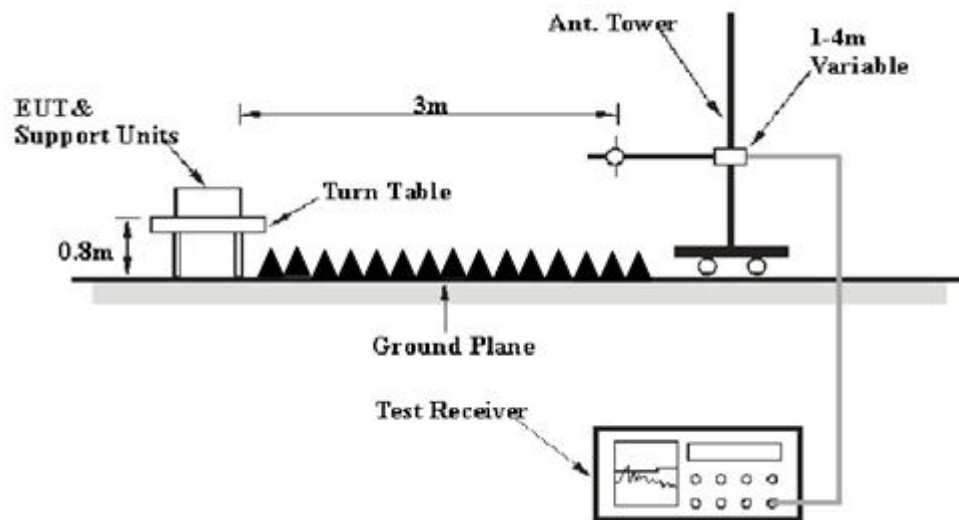 Ant. Tower
1-4m
Variable
EUT&
Support Units
3m
Turn Table
0.8m
Ground Plane
Test Receiver